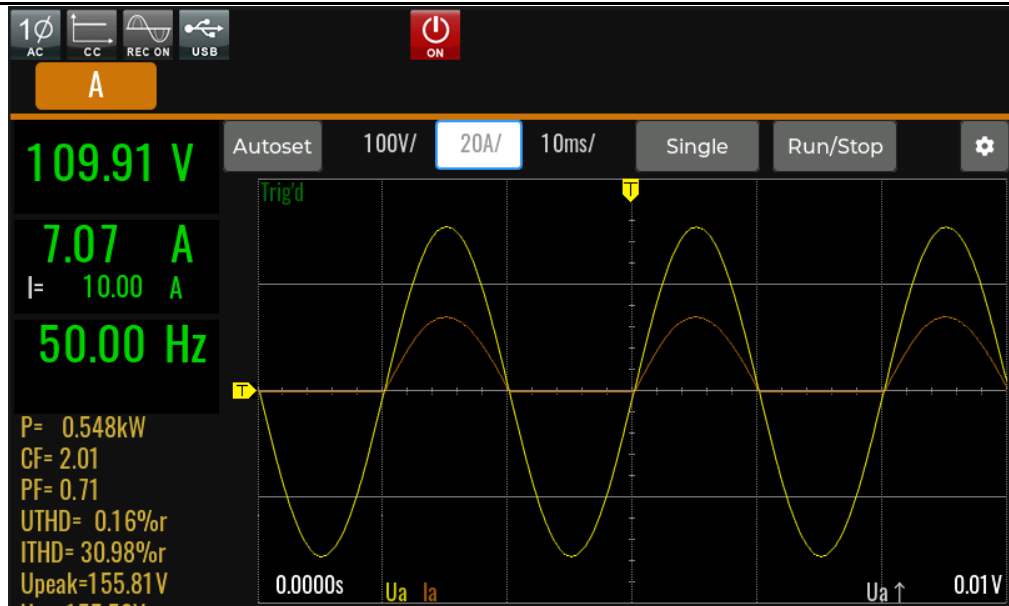 1Ø
AC
CC
REC ON
USB
ON
A
109.91 V
7.07 A
I= 10.00 A
50.00 Hz
P= 0.548kW
CF= 2.01
PF= 0.71
UTHD= 0.16%r
ITHD= 30.98%r
Upeak=155.81V
Autoset
100V/
20A/
10ms/
Single
Run/Stop
Trig'd
T
T
0.0000s
Ua Ia
Ua ↑
0.01V